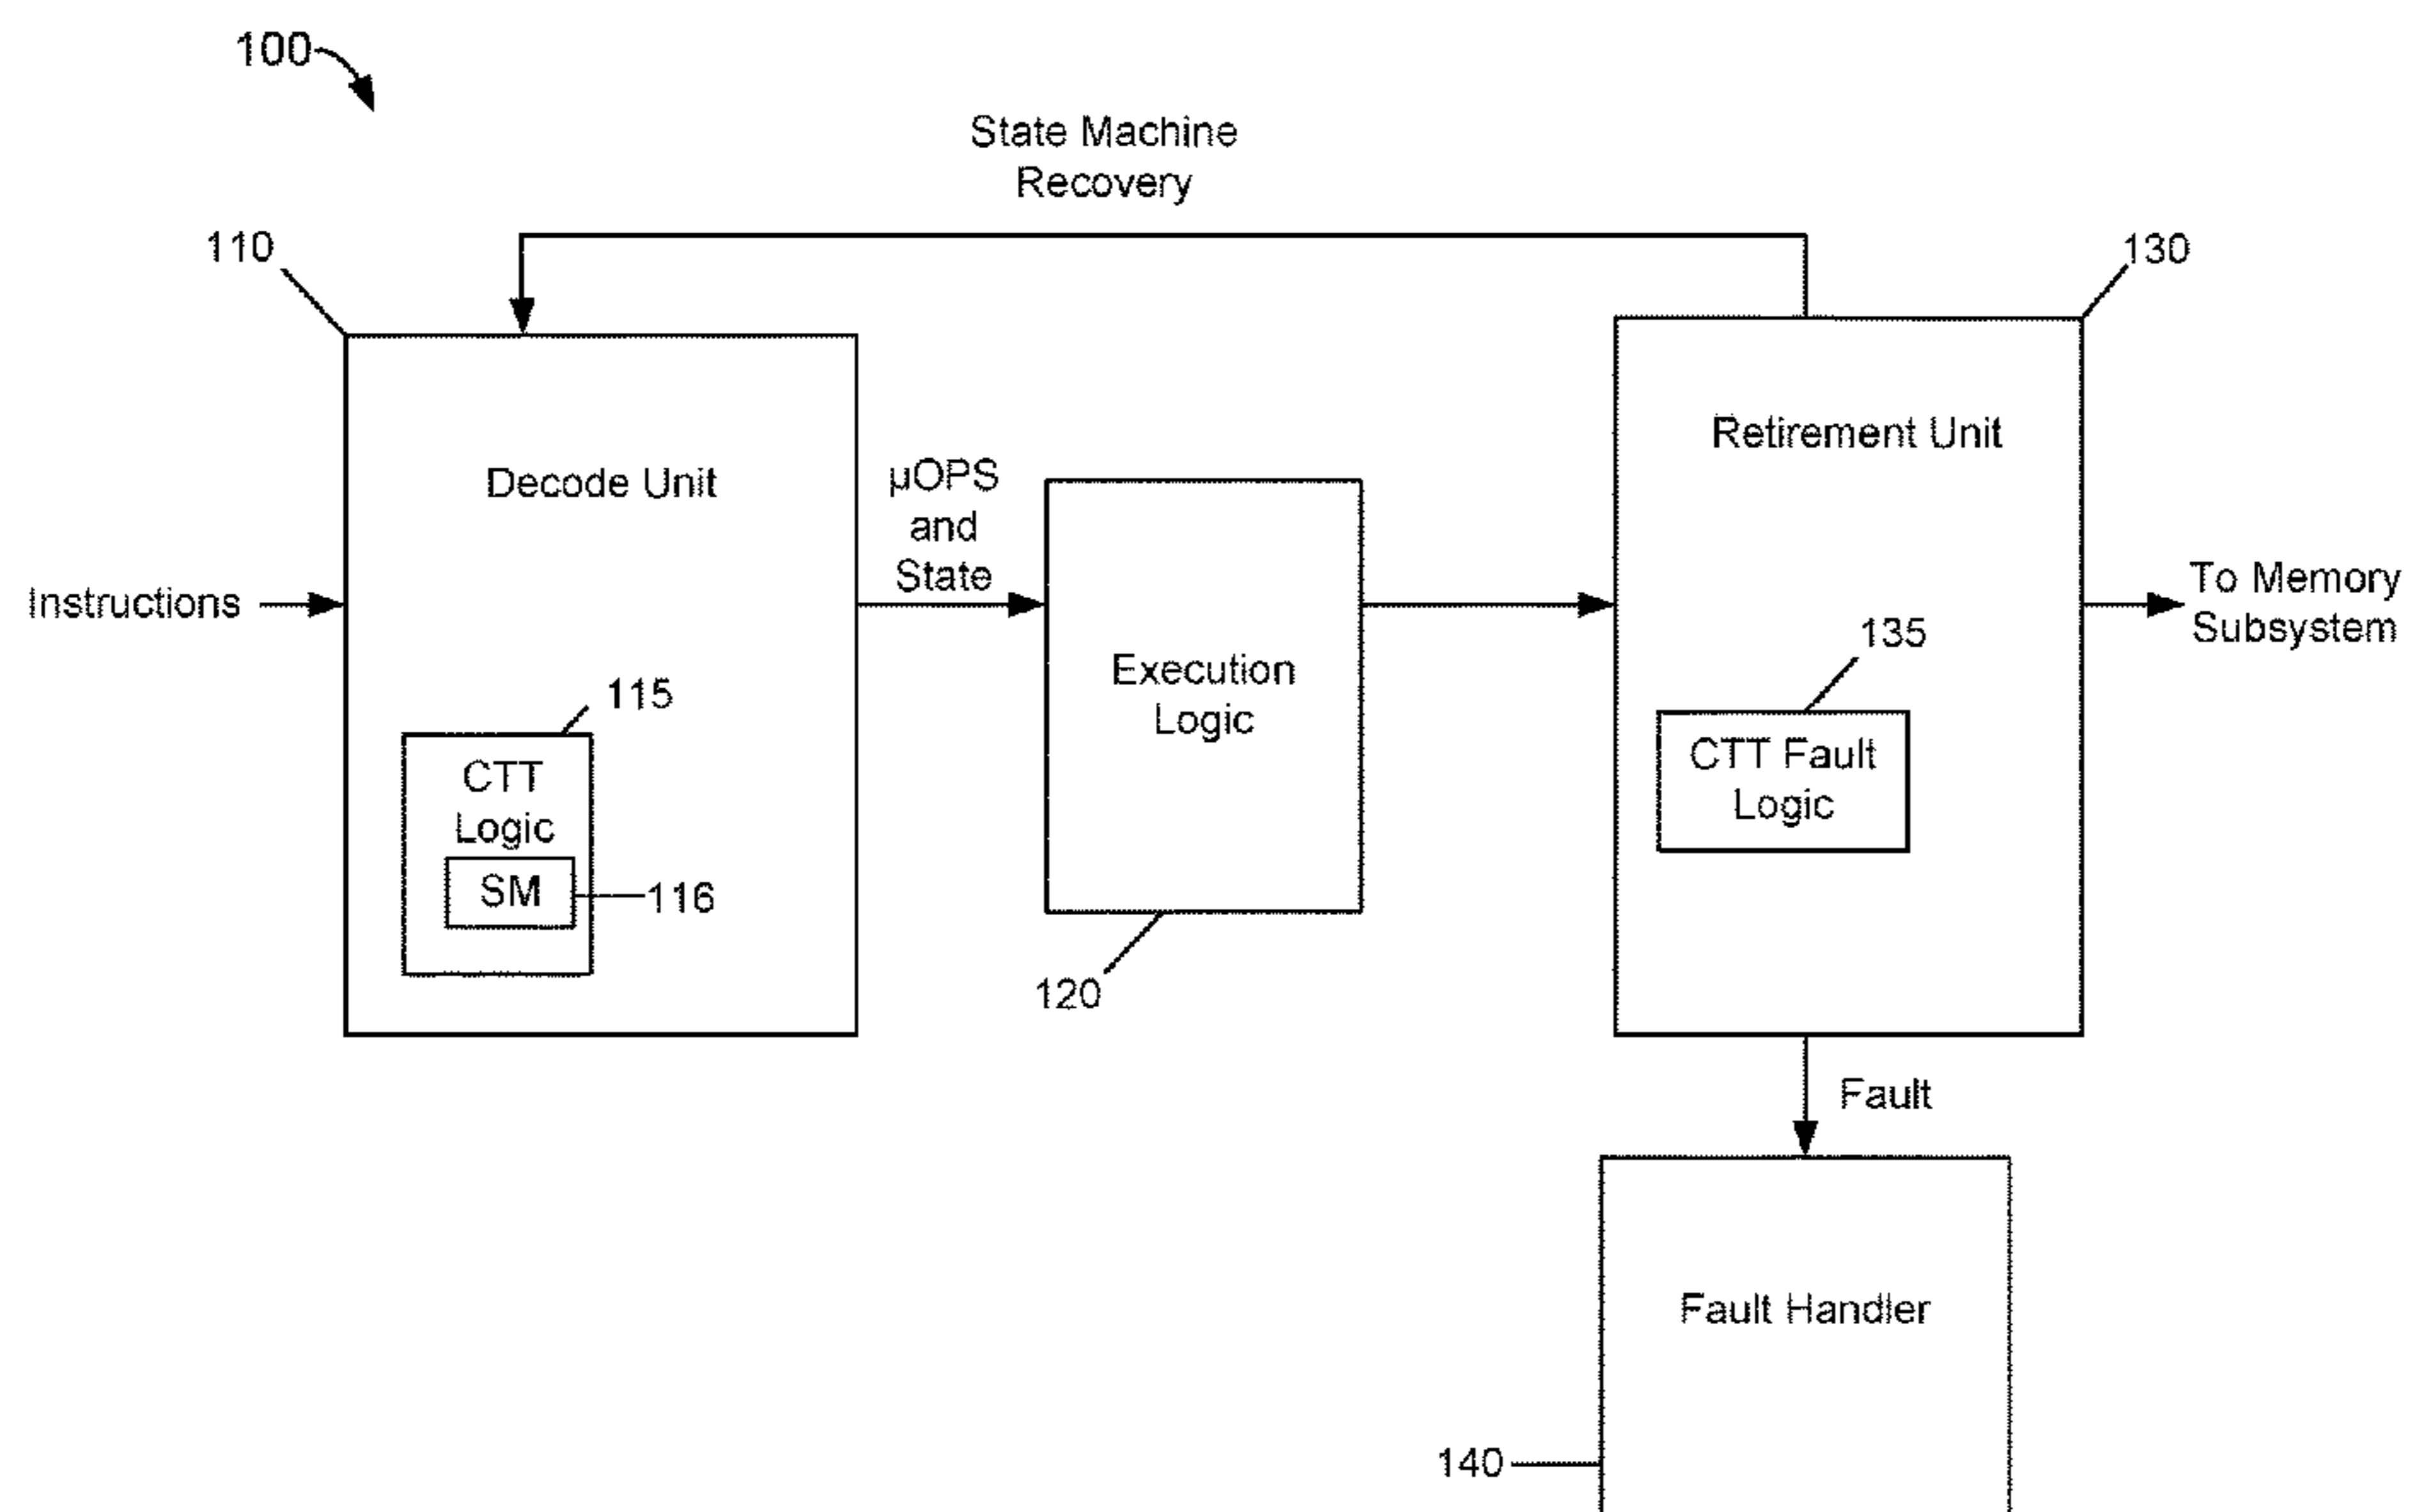 100
State Machine
Recovery
110
130
Decode Unit
µOPS
and
State
Retirement Unit
Instructions
To Memory
Subsystem
Execution
Logic
135
115
CTT
Logic
CTT Fault
Logic
SM
116
120
Fault
Fault Handler
140